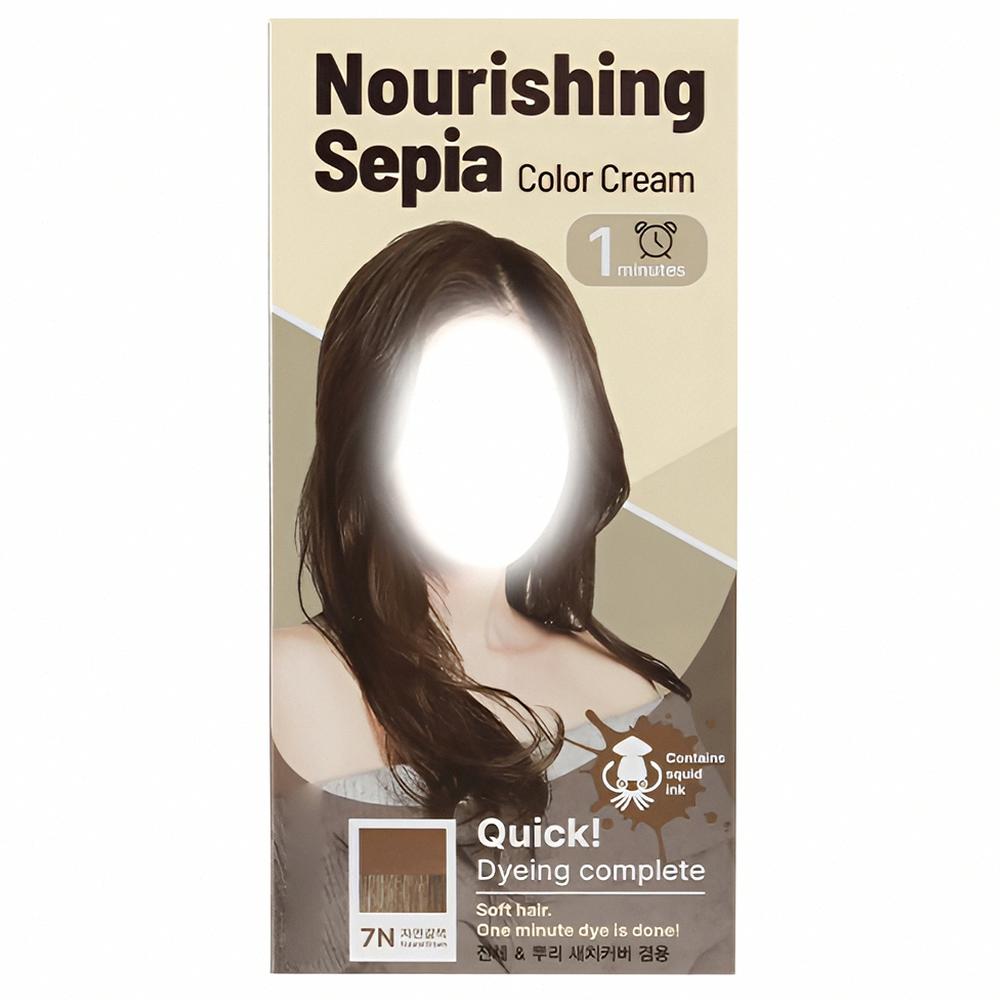 Nourishing
Sepia Color Cream
1 minutes
Contains
squid
ink
Quick!
Dyeing complete
Soft hair.
One minute dye is done!
7N 자연갈색
전체 & 뿌리 새치커버 겸용